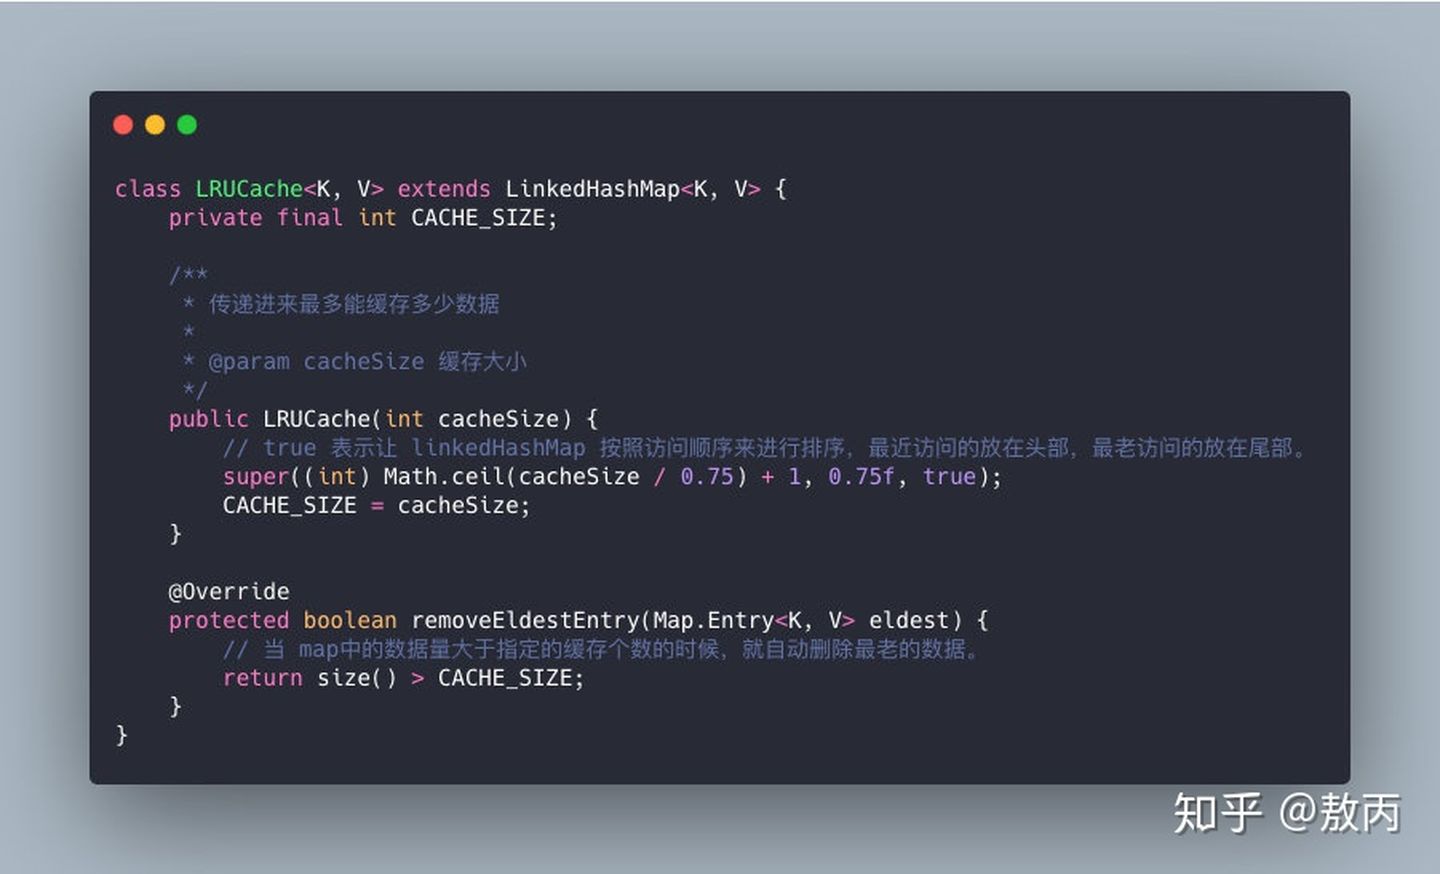 class LRUCache<K, V> extends LinkedHashMap<K, V> {
    private final int CACHE_SIZE;

    /**
     * 传递进来最多能缓存多少数据
     *
     * @param cacheSize 缓存大小
     */
    public LRUCache(int cacheSize) {
        // true 表示让 linkedHashMap 按照访问顺序来进行排序，最近访问的放在头部，最老访问的放在尾部。
        super((int) Math.ceil(cacheSize / 0.75) + 1, 0.75f, true);
        CACHE_SIZE = cacheSize;
    }

    @Override
    protected boolean removeEldestEntry(Map.Entry<K, V> eldest) {
        // 当 map中的数据量大于指定的缓存个数的时候，就自动删除最老的数据。
        return size() > CACHE_SIZE;
    }
}
知乎 @敖丙